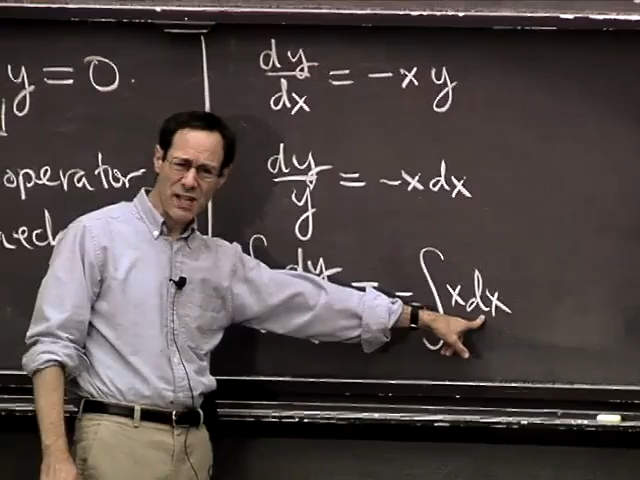 y = 0
operator
dy/dx = -xy
dy/y = -x dx
∫ dy = -∫ x dx